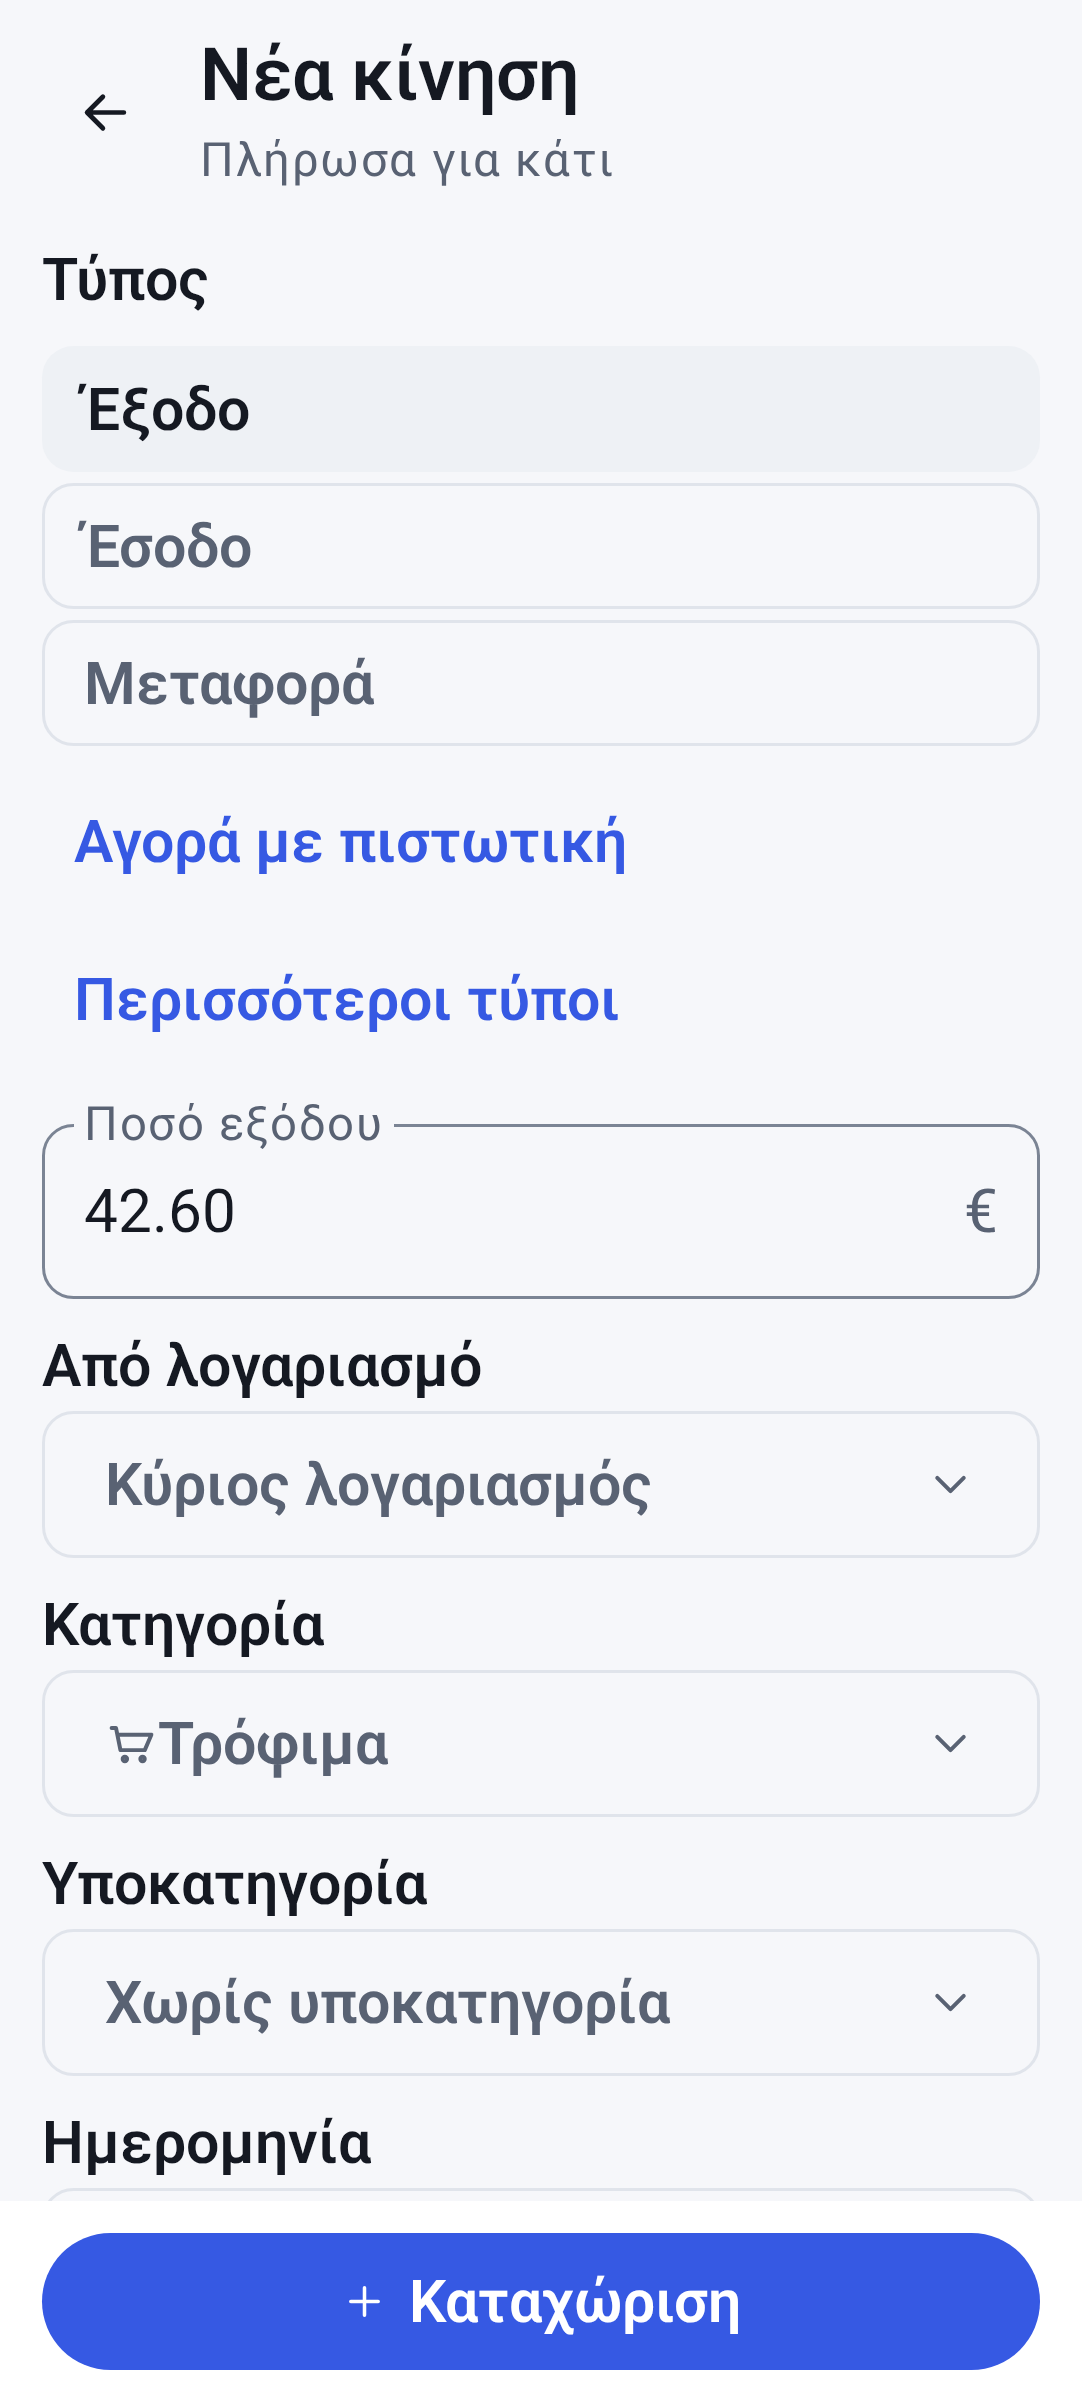 Νέα κίνηση
Πλήρωσα για κάτι
Τύπος
Έξοδο
Έσοδο
Μεταφορά
Αγορά με πιστωτική
Περισσότεροι τύποι
Ποσό εξόδου
42.60 €
Από λογαριασμό
Κύριος λογαριασμός
Κατηγορία
Τρόφιμα
Υποκατηγορία
Χωρίς υποκατηγορία
Ημερομηνία
+ Καταχώριση